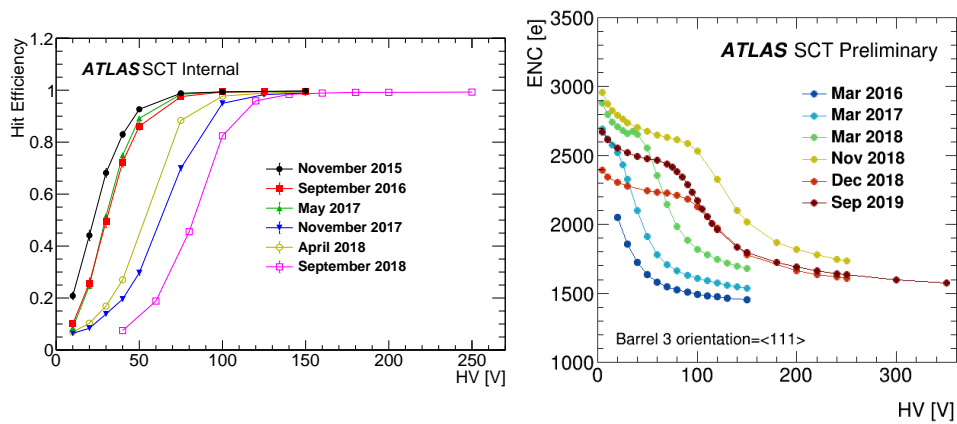 1.2
1
0.8
0.6
0.4
0.2
0
Hit Efficiency
ATLAS SCT Internal
November 2015
September 2016
May 2017
November 2017
April 2018
September 2018
0 50 100 150 200 250
HV [V]
3500
3000
2500
2000
1500
1000
ENC [e]
ATLAS SCT Preliminary
Mar 2016
Mar 2017
Mar 2018
Nov 2018
Dec 2018
Sep 2019
Barrel 3 orientation=<111>
0 100 200 300
HV [V]